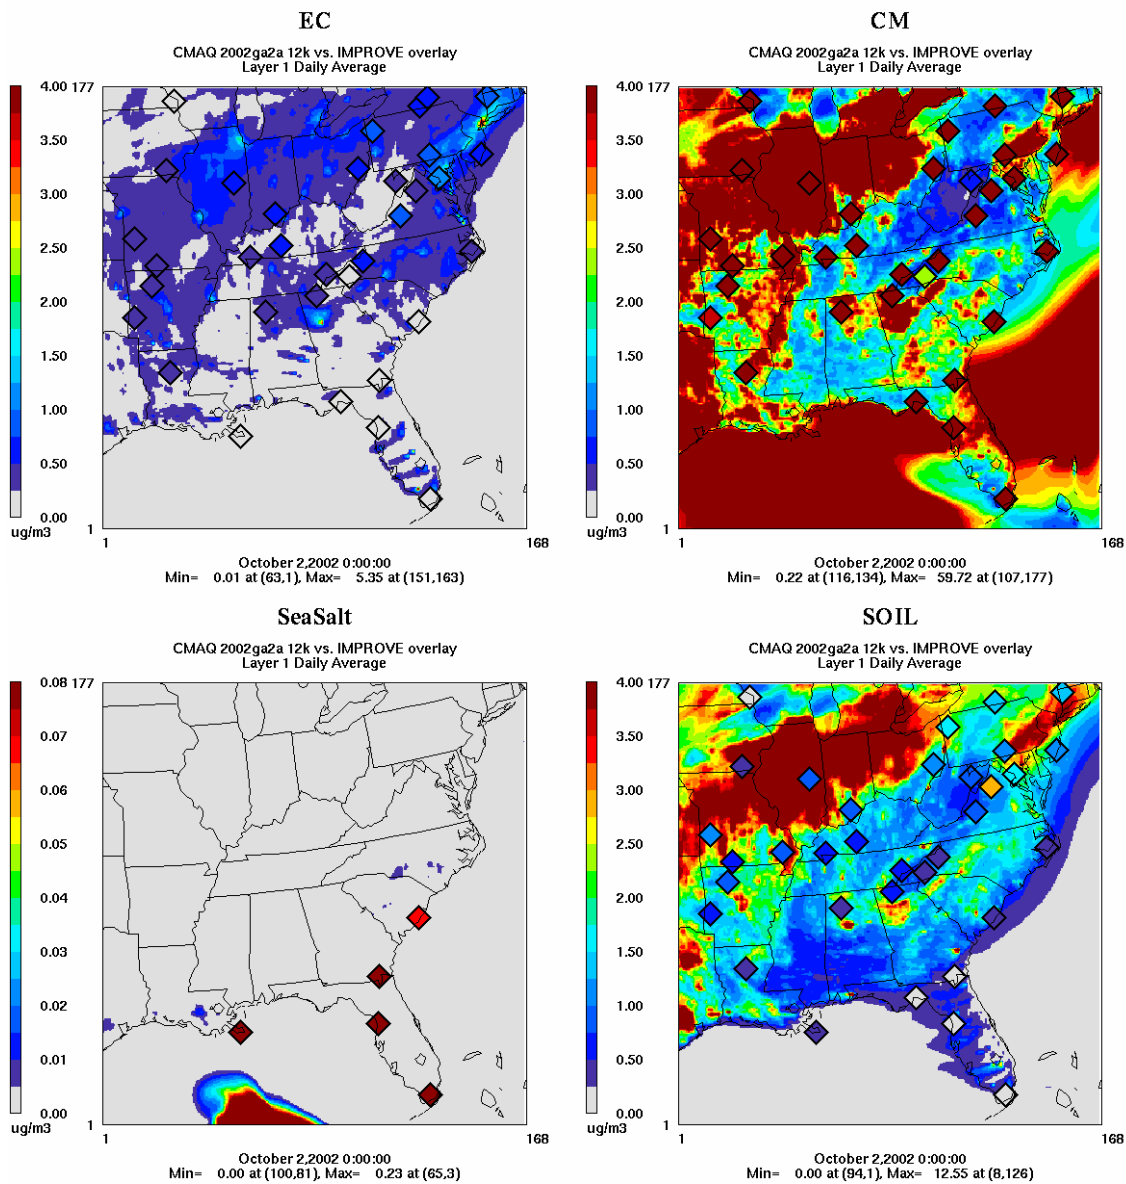 EC
CMAQ 2002ga2a 12k vs. IMPROVE overlay
Layer 1 Daily Average
4.00
3.50
3.00
2.50
2.00
1.50
1.00
0.50
0.00
ug/m3
177
1
1
168
October 2,2002 0:00:00
Min= 0.01 at (63,1), Max= 5.35 at (151,163)
CM
CMAQ 2002ga2a 12k vs. IMPROVE overlay
Layer 1 Daily Average
4.00
3.50
3.00
2.50
2.00
1.50
1.00
0.50
0.00
ug/m3
177
1
1
168
October 2,2002 0:00:00
Min= 0.22 at (116,134), Max= 59.72 at (107,177)
SeaSalt
CMAQ 2002ga2a 12k vs. IMPROVE overlay
Layer 1 Daily Average
0.08
0.07
0.06
0.05
0.04
0.03
0.02
0.01
0.00
ug/m3
177
1
1
168
October 2,2002 0:00:00
Min= 0.00 at (100,81), Max= 0.23 at (65,3)
SOIL
CMAQ 2002ga2a 12k vs. IMPROVE overlay
Layer 1 Daily Average
4.00
3.50
3.00
2.50
2.00
1.50
1.00
0.50
0.00
ug/m3
177
1
1
168
October 2,2002 0:00:00
Min= 0.00 at (94,1), Max= 12.55 at (8,126)